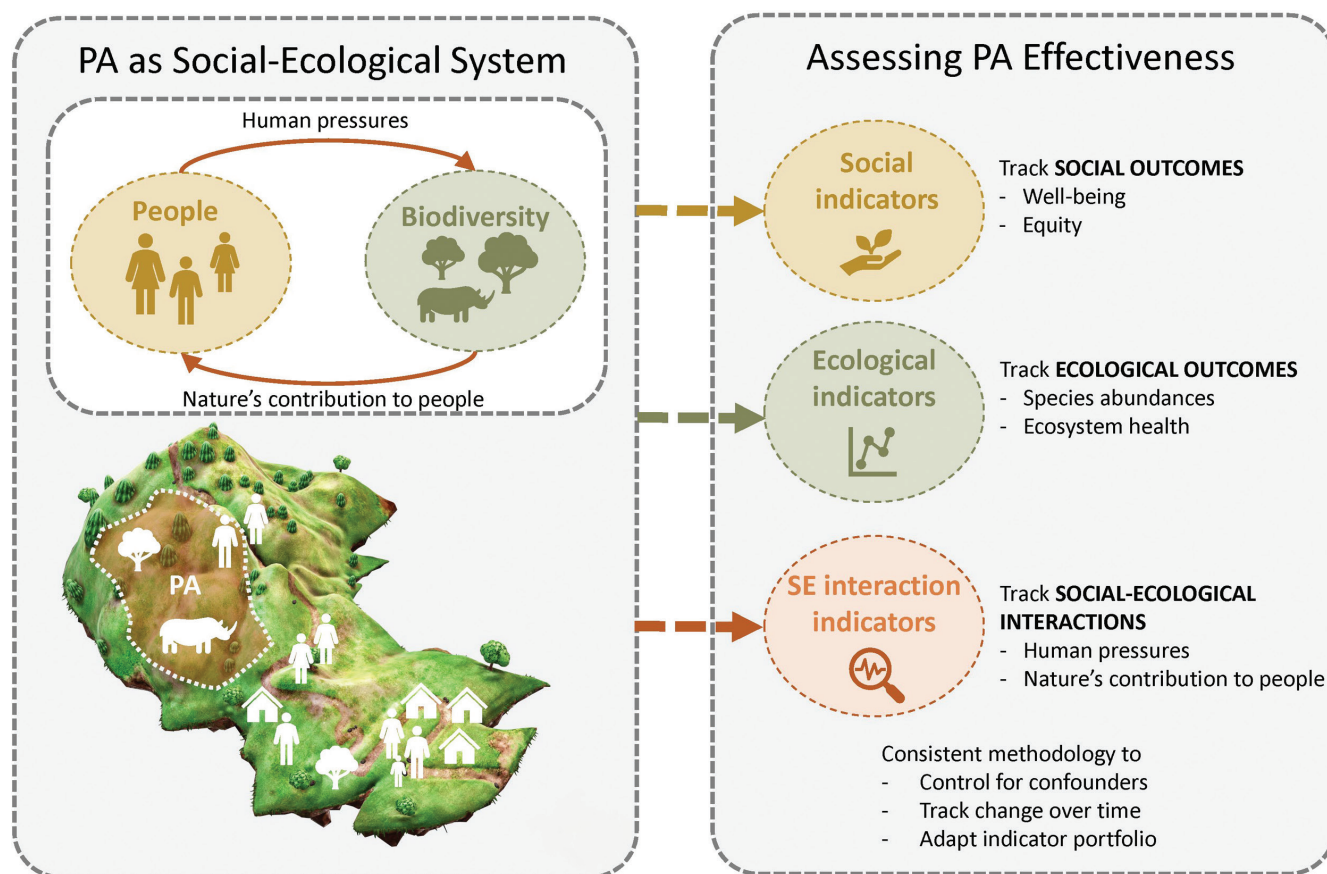 PA as Social-Ecological System
Human pressures
People
Biodiversity
Nature's contribution to people
PA
Assessing PA Effectiveness
Social
indicators
Track SOCIAL OUTCOMES
- Well-being
- Equity
Ecological
indicators
Track ECOLOGICAL OUTCOMES
- Species abundances
- Ecosystem health
SE interaction
indicators
Track SOCIAL-ECOLOGICAL
INTERACTIONS
- Human pressures
- Nature's contribution to people
Consistent methodology to
- Control for confounders
- Track change over time
- Adapt indicator portfolio